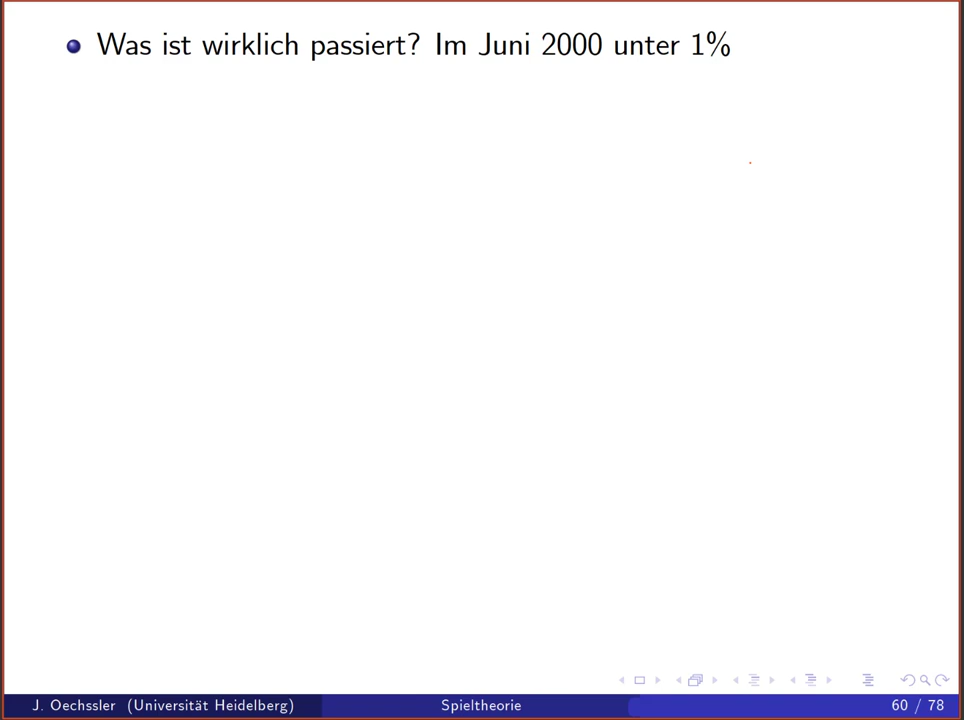 Was ist wirklich passiert? Im Juni 2000 unter 1%
J. Oechssler (Universität Heidelberg) Spieltheorie 60 / 78